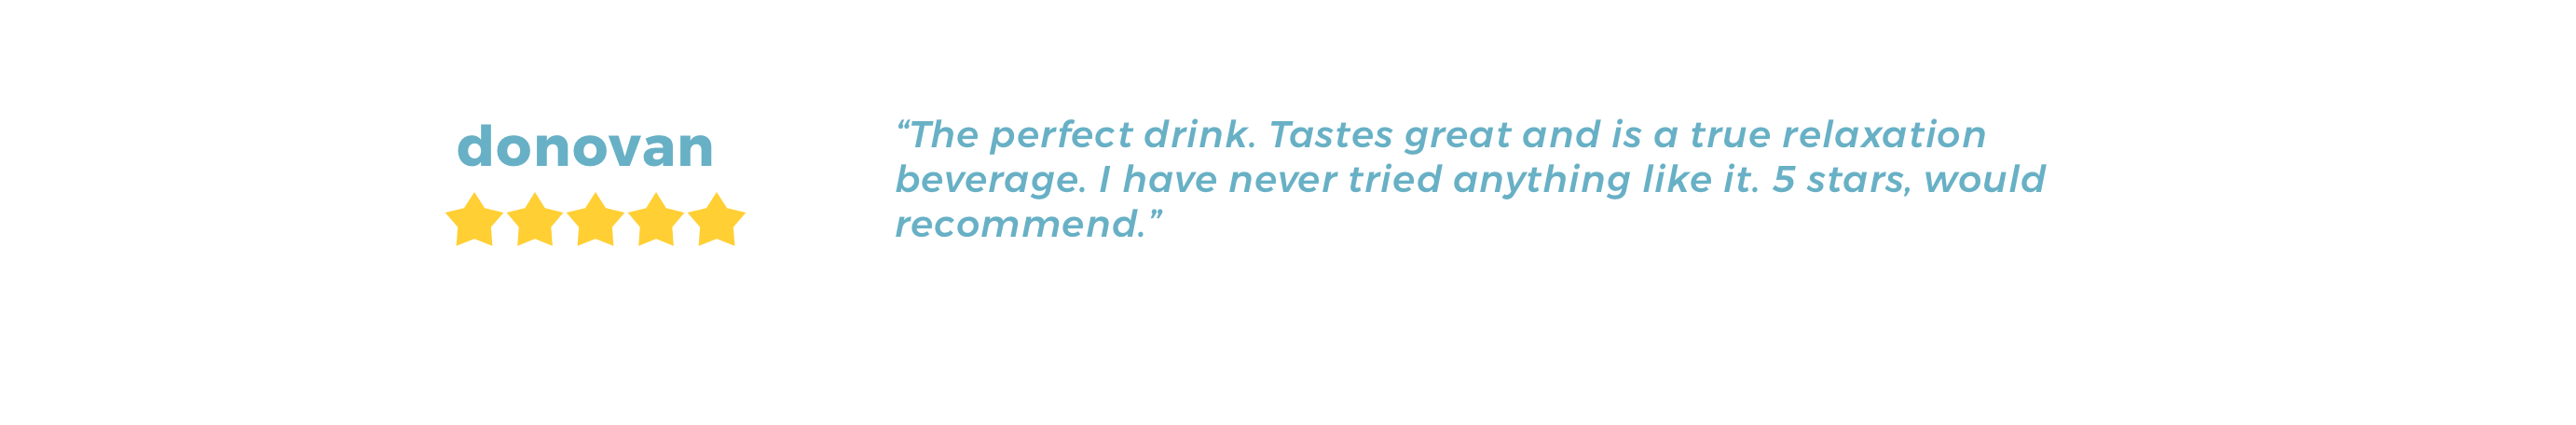 donovan
“The perfect drink. Tastes great and is a true relaxation
beverage. I have never tried anything like it. 5 stars, would
recommend.”